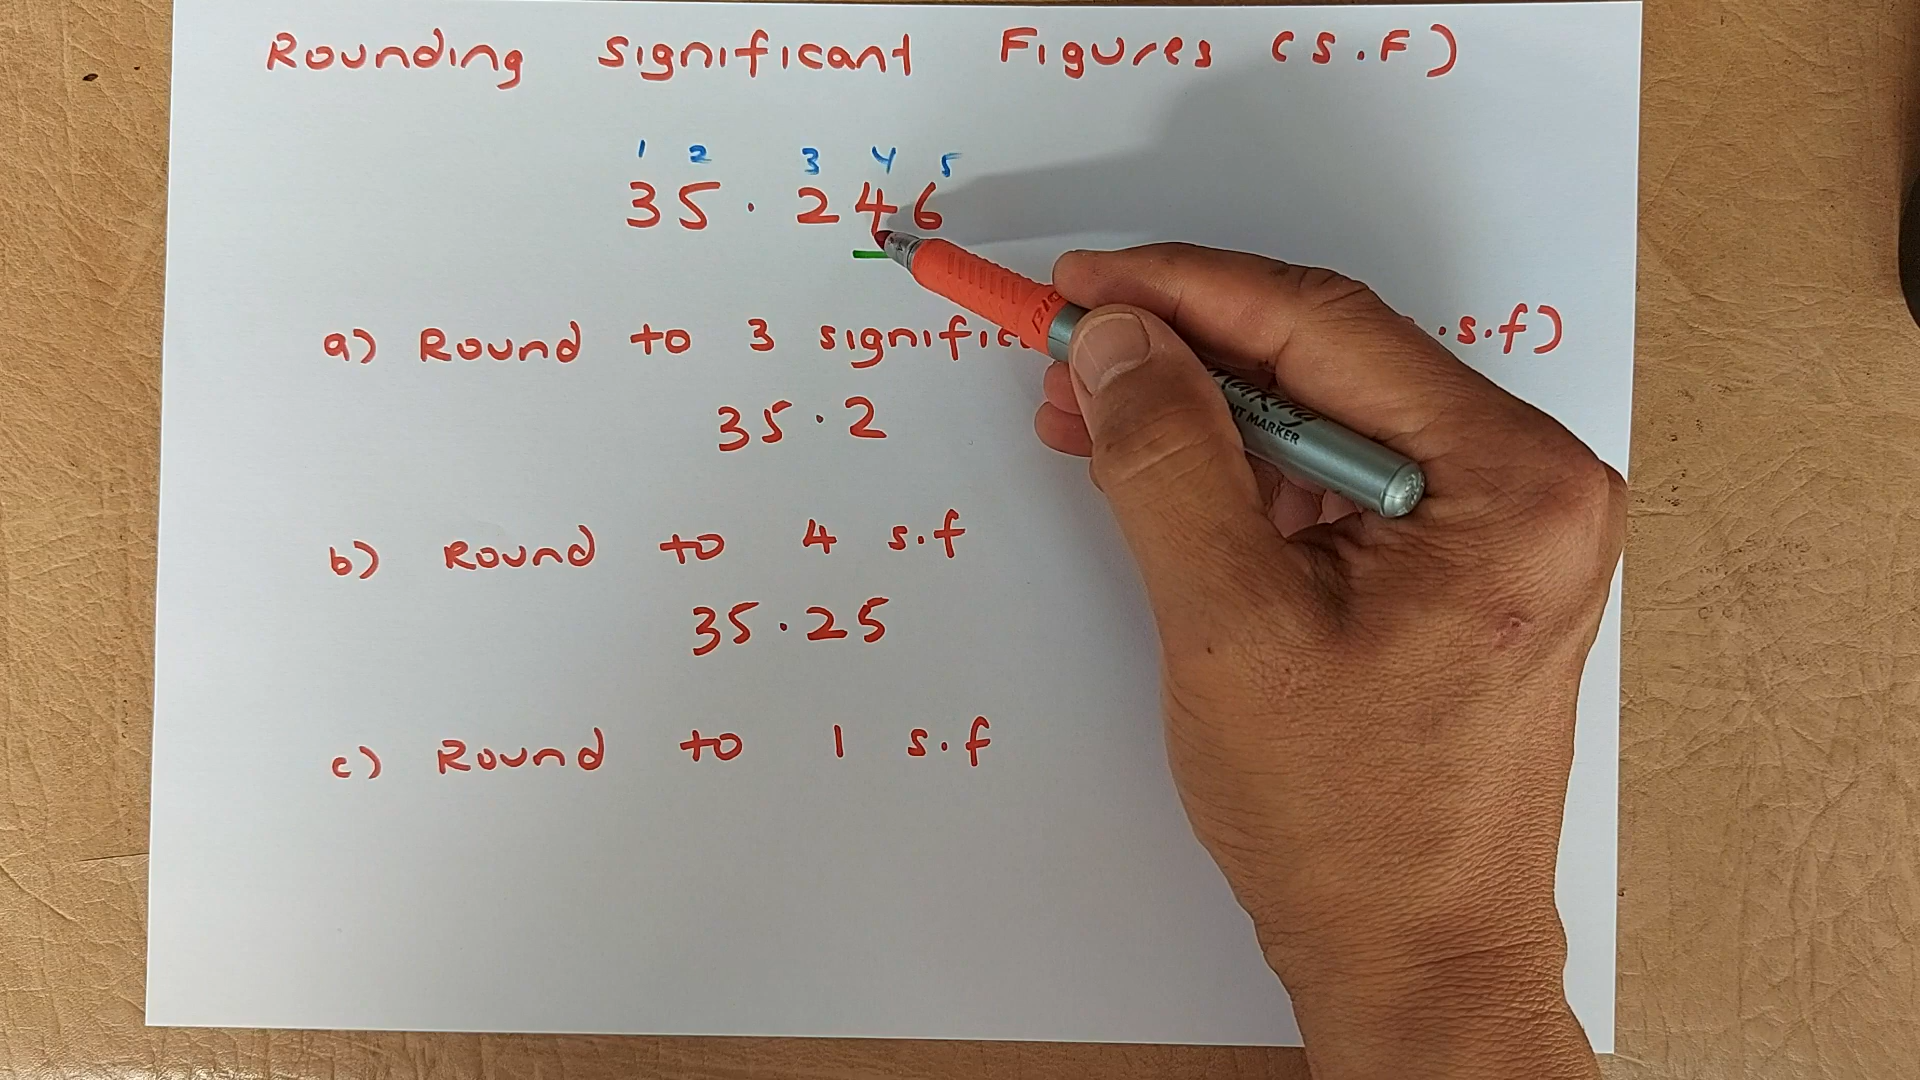 Rounding Significant Figures (S.F)
1 2 3 4 5
35.246
a) Round to 3 .s.f)
35.2
b) Round to 4 s.f
35.25
c) Round to 1 s.f
MARKER